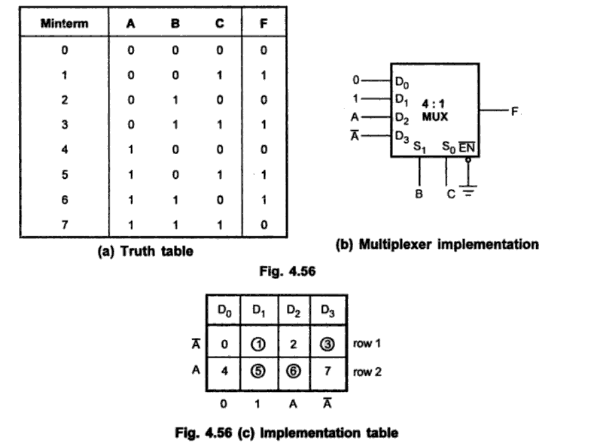 Minterm A B C F
0 0 0 0 0
1 0 0 1 1
2 0 1 0 0
3 0 1 1 1
4 1 0 0 0
5 1 0 1 1
6 1 1 0 1
7 1 1 1 0
(a) Truth table
0 D0
1 D1 4 : 1
A D2 MUX F
A̅ D3
S1 S0 E̅N̅
B C
(b) Multiplexer implementation
Fig. 4.56
D0 D1 D2 D3
A̅ 0 ① 2 ③ row 1
A 4 ⑤ ⑥ 7 row 2
0 1 A A̅
Fig. 4.56 (c) Implementation table